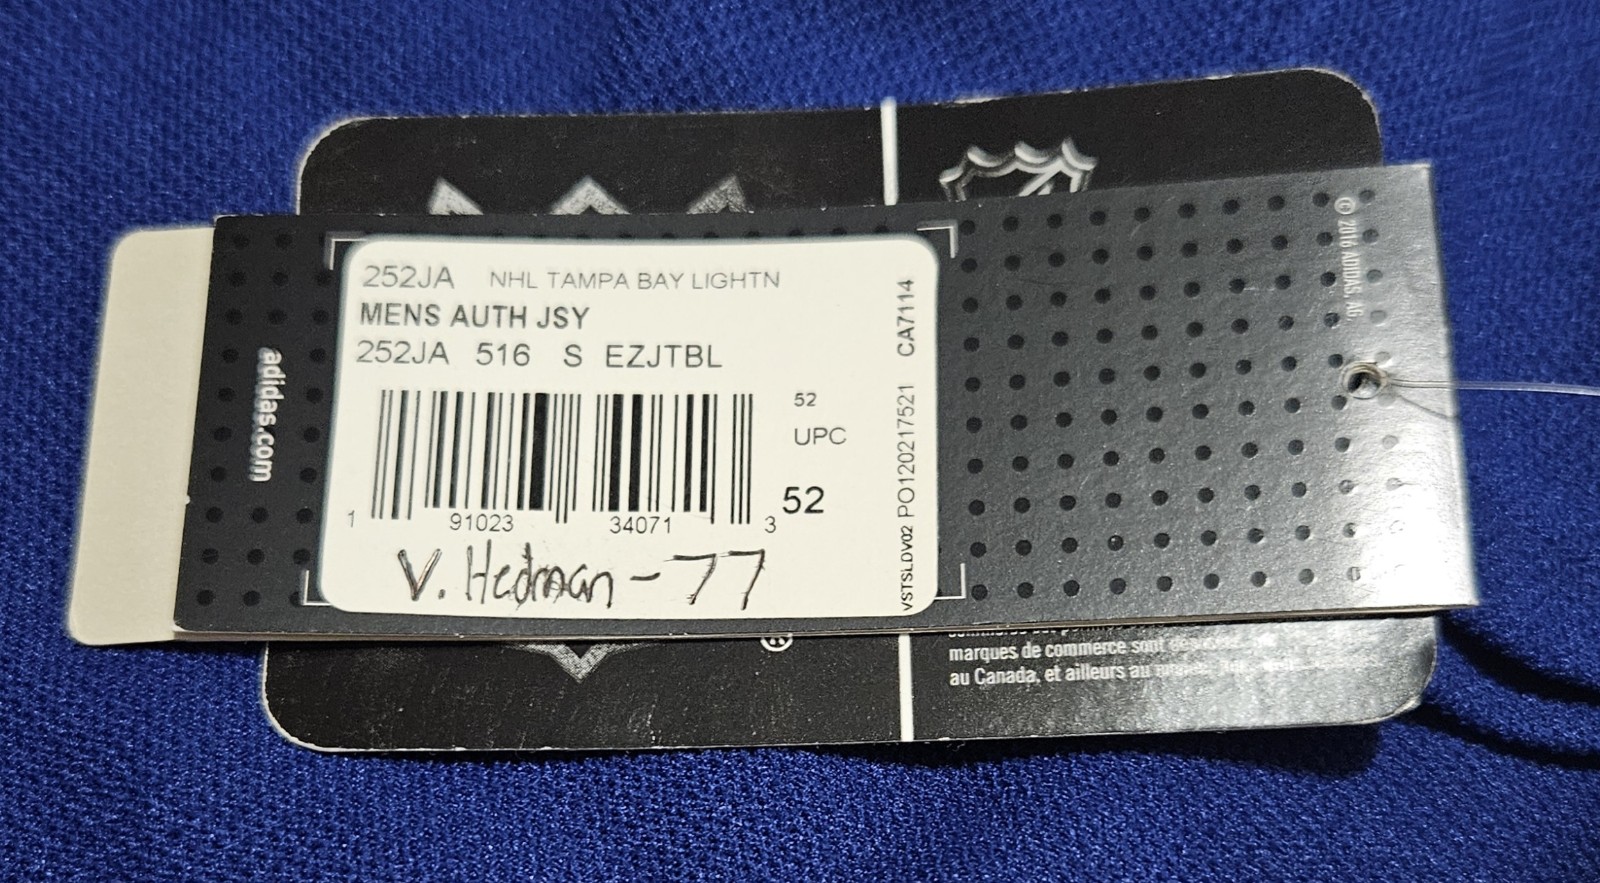 252JA NHL TAMPA BAY LIGHTN
MENS AUTH JSY
252JA 516 S EZJTBL
52
UPC
52
1 91023 34071 3
V. Hedman - 77
VSTSLDV02 PO120217521 CA7114
adidas.com
© 2016 ADIDAS AG.
®
marques de commerce sont
au Canada, et ailleurs au